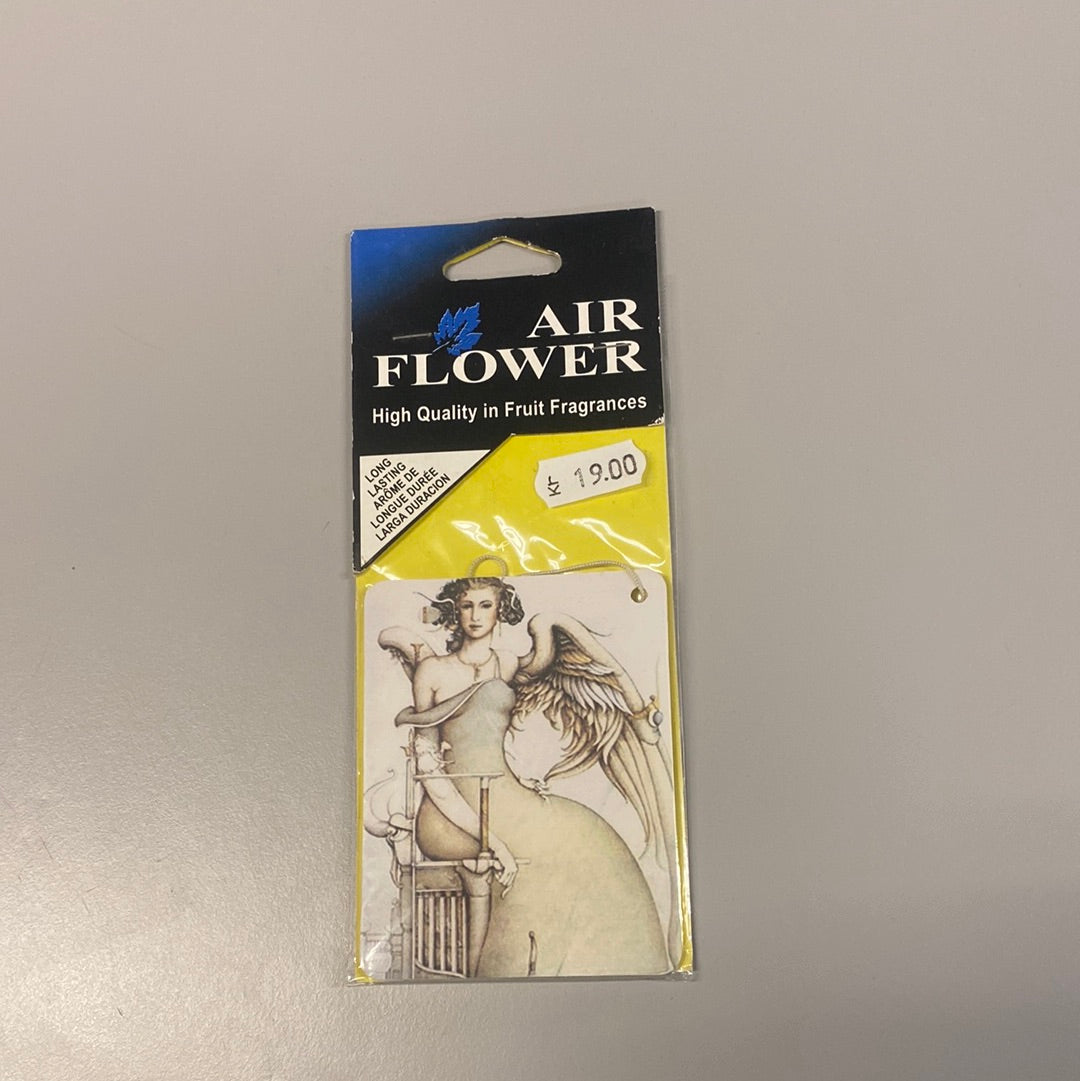 AIR
FLOWER
High Quality in Fruit Fragrances
LONG
LASTING
ARÔME DE
LONGUE DURÉE
LARGA DURACION
Kr 19.00